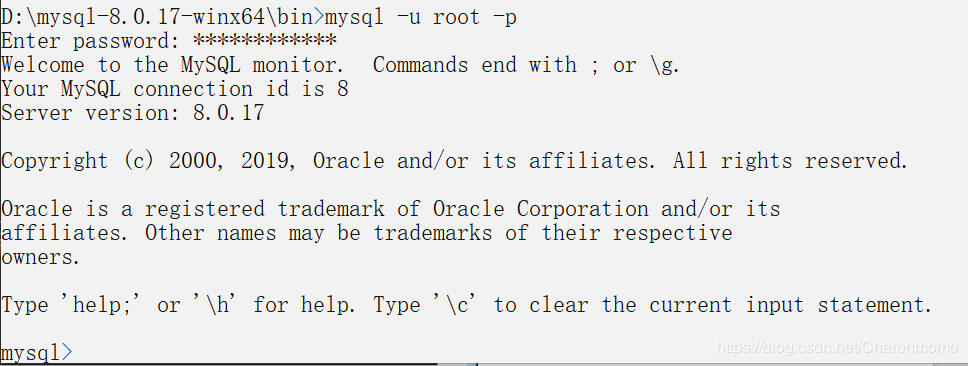 D:\mysql-8.0.17-winx64\bin>mysql -u root -p
Enter password: ************
Welcome to the MySQL monitor.  Commands end with ; or \g.
Your MySQL connection id is 8
Server version: 8.0.17
Copyright (c) 2000, 2019, Oracle and/or its affiliates. All rights reserved.
Oracle is a registered trademark of Oracle Corporation and/or its
affiliates. Other names may be trademarks of their respective
owners.
Type 'help;' or '\h' for help. Type '\c' to clear the current input statement.
mysql>
https://blog.csdn.net/Charonmomo